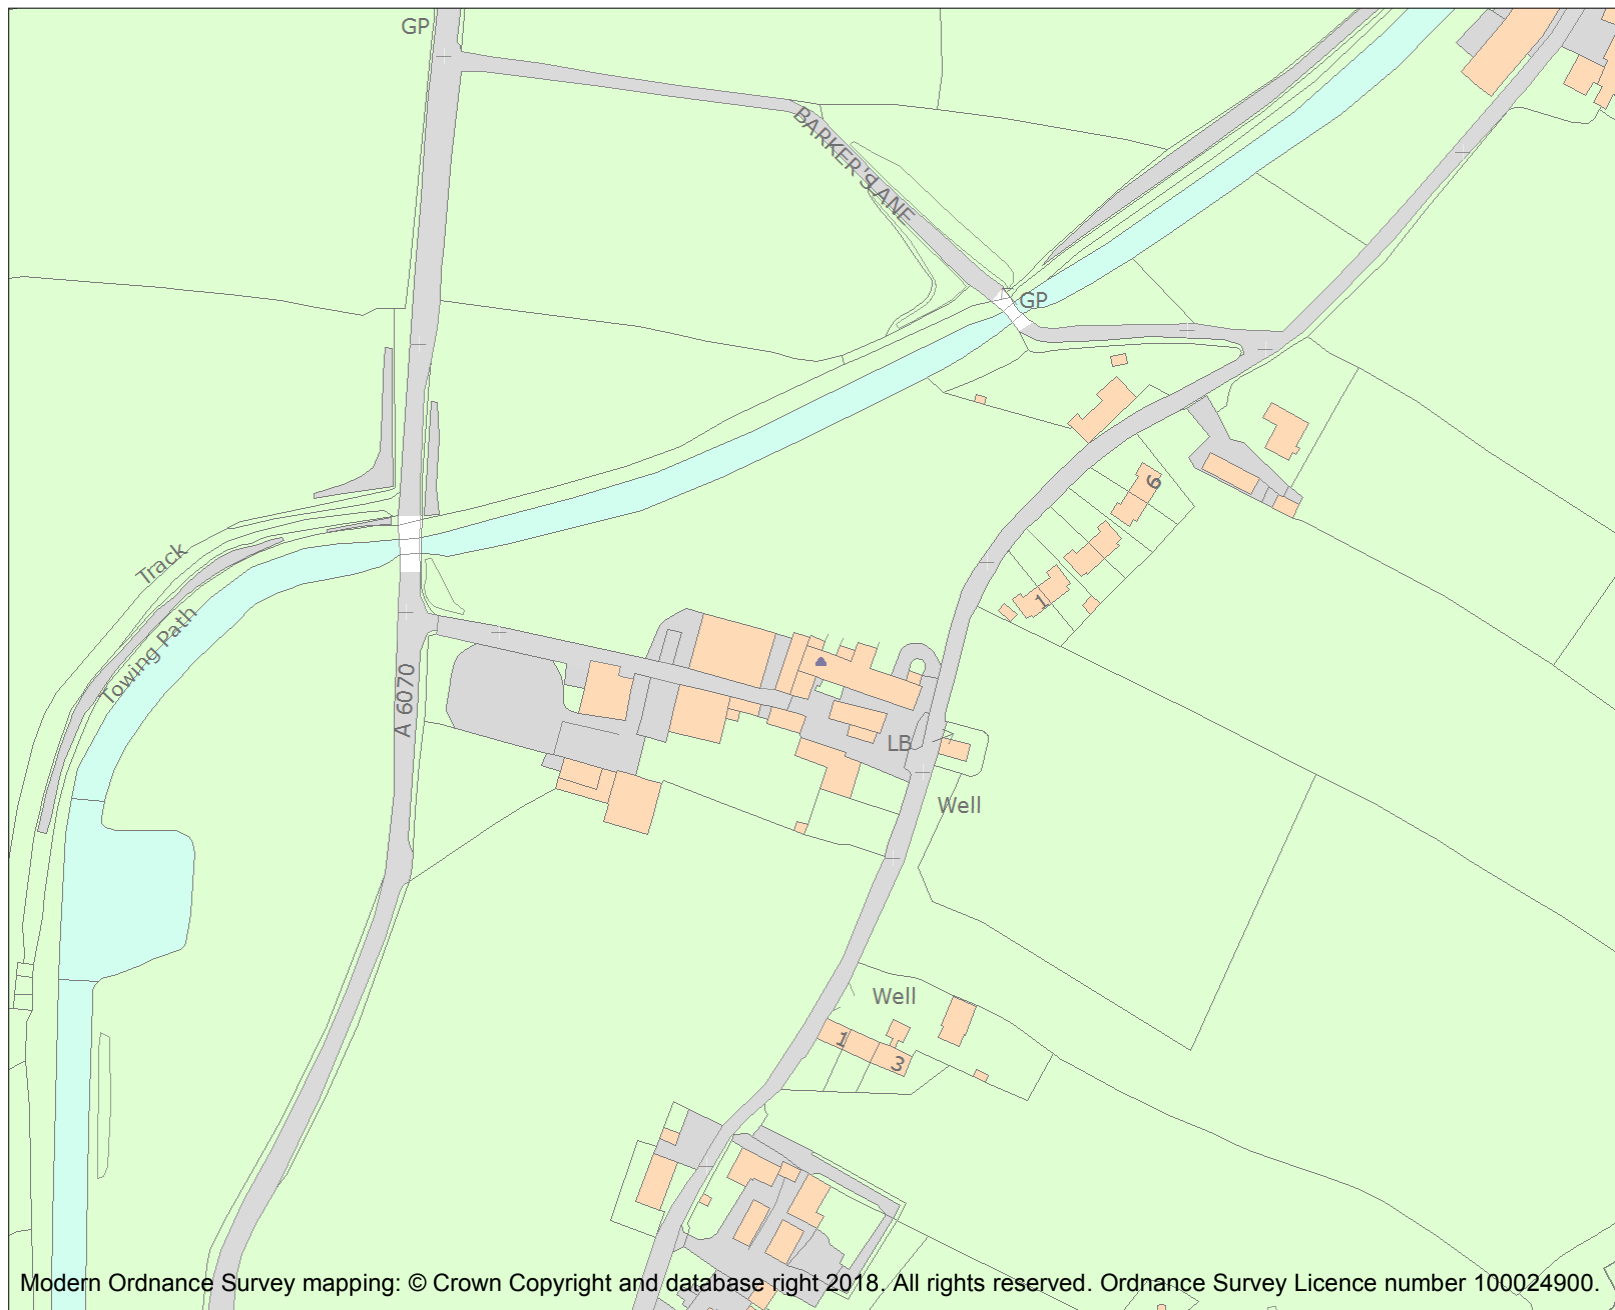 GP
BARKER'S LANE
GP
6
Track
1
Towing Path
A 6070
LB
Well
Well
1
3
Modern Ordnance Survey mapping: © Crown Copyright and database right 2018. All rights reserved. Ordnance Survey Licence number 100024900.